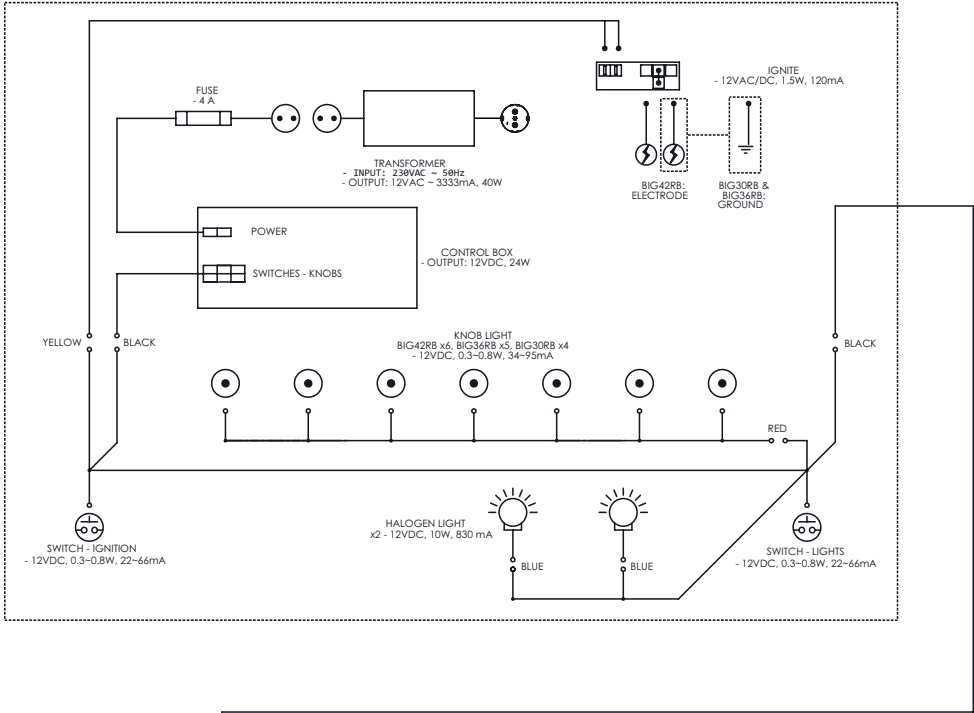 IGNITE
- 12VAC/DC, 1.5W, 120mA
FUSE
- 4 A
TRANSFORMER
- INPUT: 230VAC ~ 50Hz
- OUTPUT: 12VAC ~ 3333mA, 40W
BIG42RB:
ELECTRODE
BIG30RB &
BIG36RB:
GROUND
POWER
SWITCHES - KNOBS
CONTROL BOX
- OUTPUT: 12VDC, 24W
YELLOW
BLACK
KNOB LIGHT
BIG42RB x6, BIG36RB x5, BIG30RB x4
- 12VDC, 0.3~0.8W, 34~95mA
BLACK
RED
HALOGEN LIGHT
x2 - 12VDC, 10W, 830 mA
BLUE
BLUE
SWITCH - IGNITION
- 12VDC, 0.3~0.8W, 22~66mA
SWITCH - LIGHTS
- 12VDC, 0.3~0.8W, 22~66mA